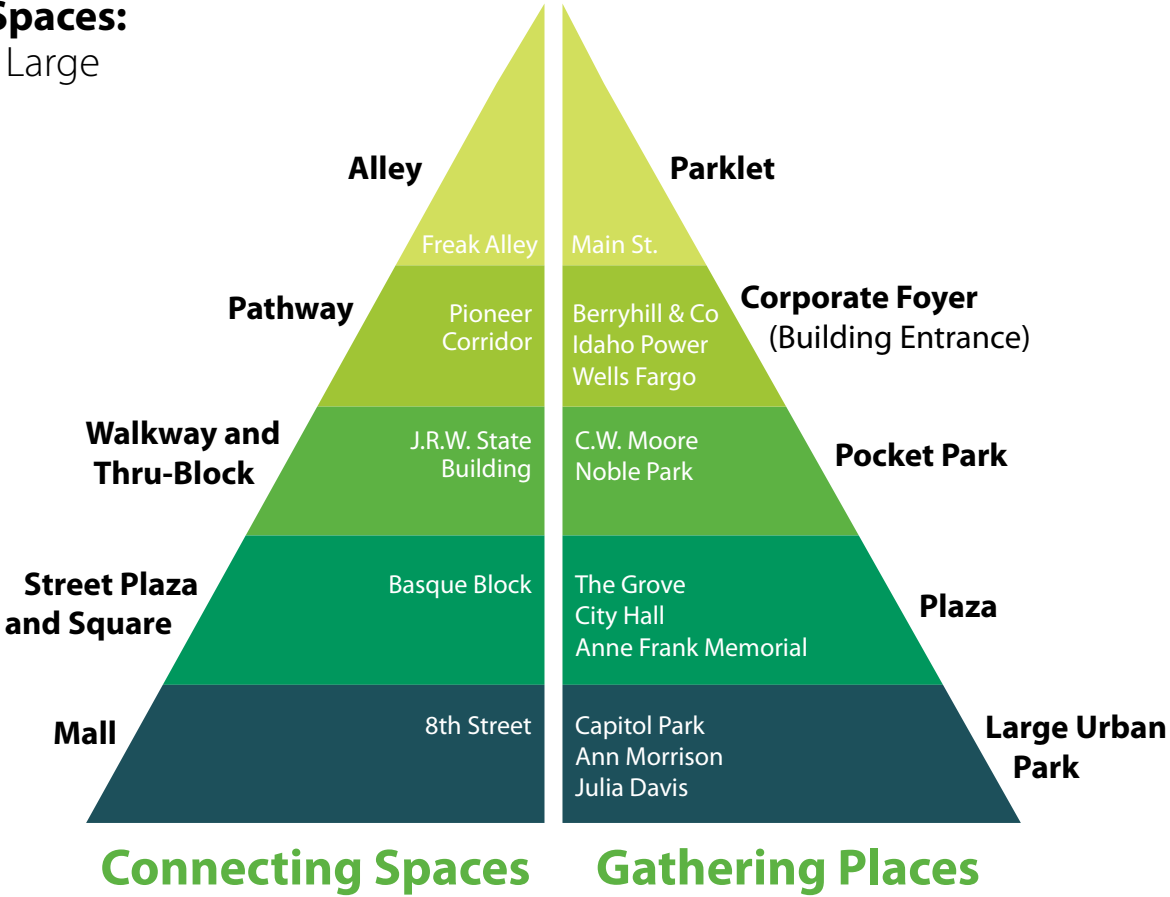 Spaces:
Large
Alley
Parklet
Freak Alley
Main St.
Pathway
Pioneer
Corridor
Berryhill & Co
Idaho Power
Wells Fargo
Corporate Foyer
(Building Entrance)
Walkway and
Thru-Block
J.R.W. State
Building
C.W. Moore
Noble Park
Pocket Park
Street Plaza
and Square
Basque Block
The Grove
City Hall
Anne Frank Memorial
Plaza
Mall
8th Street
Capitol Park
Ann Morrison
Julia Davis
Large Urban
Park
Connecting Spaces
Gathering Places